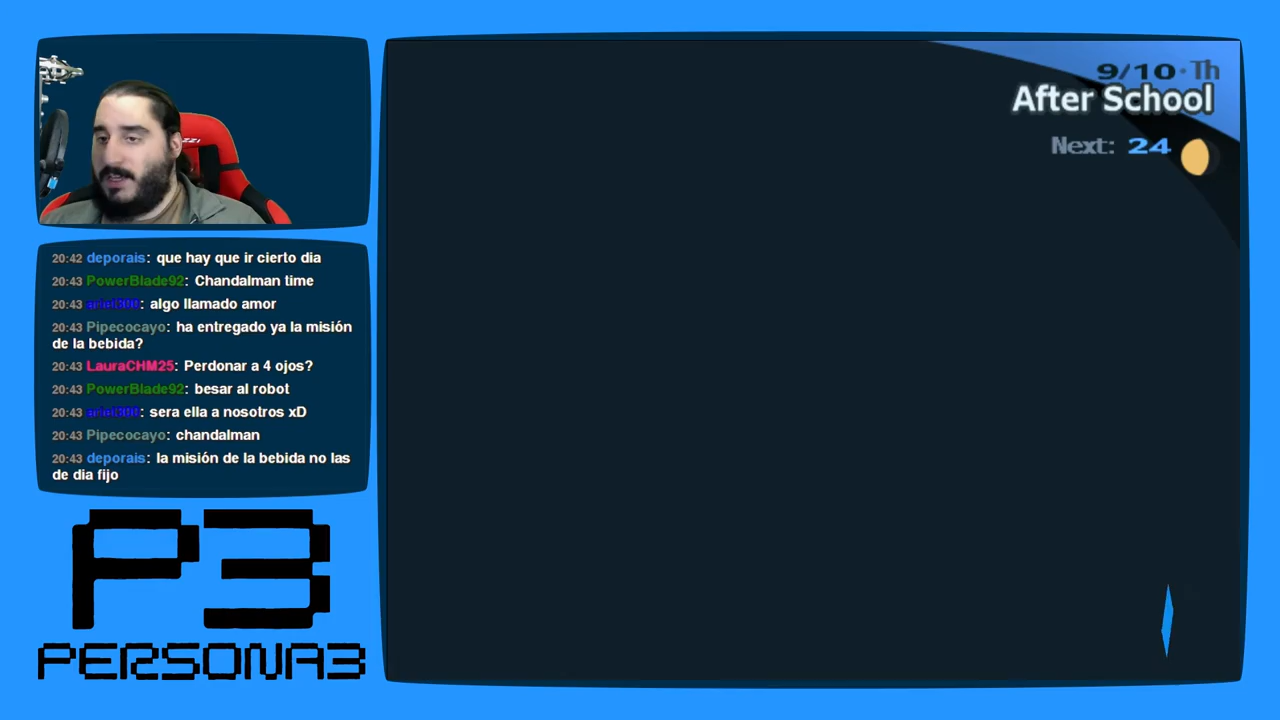 9/10·Th
After School
Next: 24
20:42 deporais: que hay que ir cierto dia
20:43 PowerBlade92: Chandalman time
20:43 : algo llamado amor
20:43 Pipecocayo: ha entregado ya la misión
de la bebida?
20:43 LauraCHM25: Perdonar a 4 ojos?
20:43 PowerBlade92: besar al robot
20:43 : sera ella a nosotros xD
20:43 Pipecocayo: chandalman
20:43 deporais: la misión de la bebida no las
de dia fijo
P3
PERSONA3